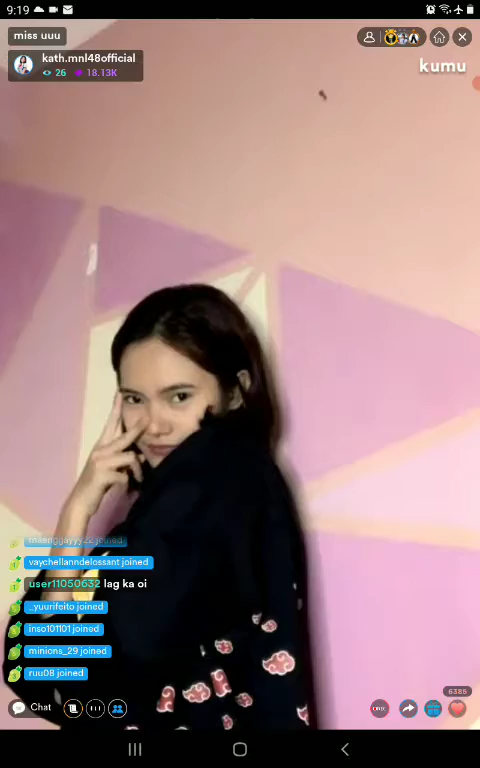 9:19
miss uuu
kath.mnl48official
26 18.13K
kumu
vaychellanndelossant joined
user11050632 lag ka oi
_yuurifeito joined
inso101101 joined
minions_29 joined
ruu08 joined
6385
Chat